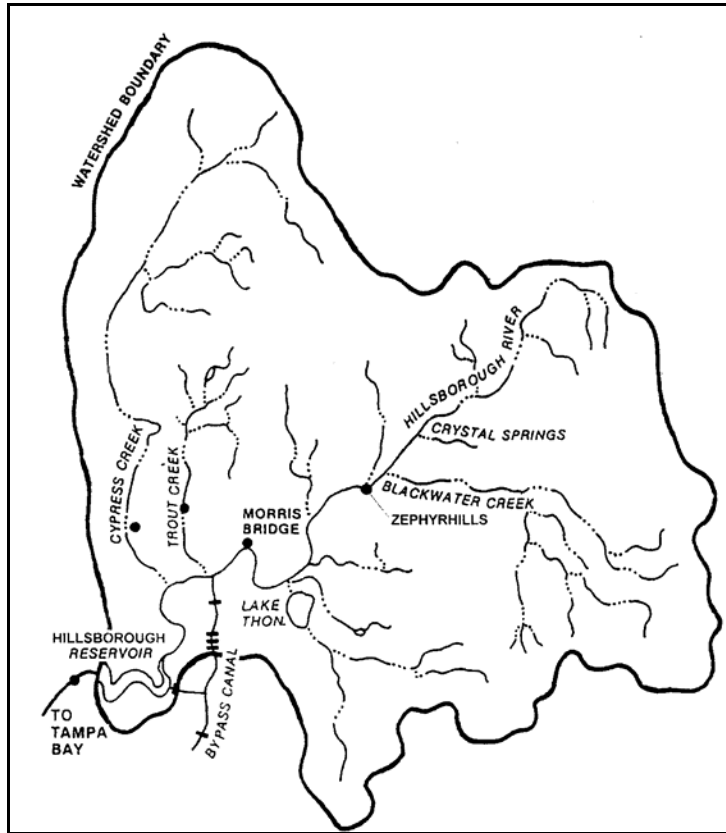 WATERSHED BOUNDARY
HILLSBOROUGH RIVER
CRYSTAL SPRINGS
CYPRESS CREEK
TROUT CREEK
BLACKWATER CREEK
MORRIS
BRIDGE
ZEPHYRHILLS
LAKE
THON.
HILLSBOROUGH
RESERVOIR
BYPASS CANAL
TO
TAMPA
BAY